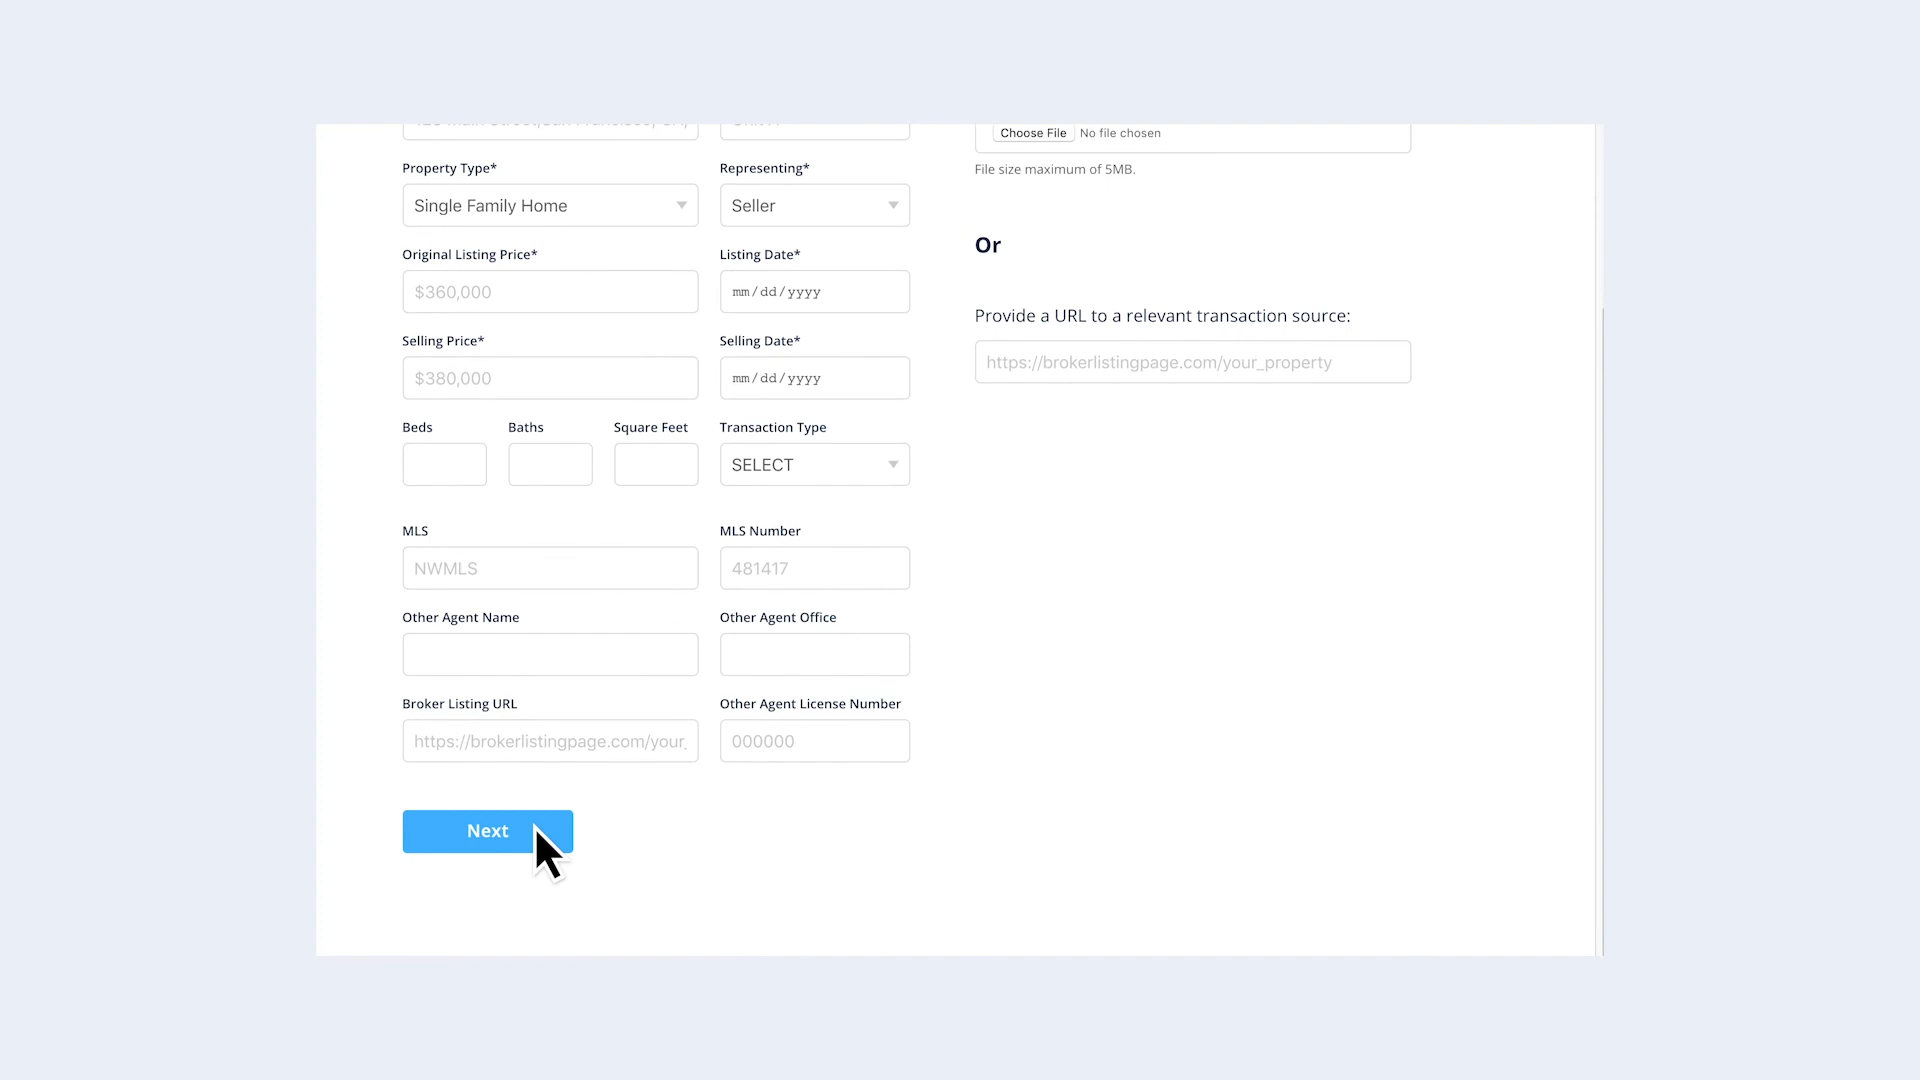 Choose File No file chosen
File size maximum of 5MB.
Property Type* Representing*
Single Family Home Seller
Original Listing Price* Listing Date*
$360,000 mm/dd/yyyy
Selling Price* Selling Date*
$380,000 mm/dd/yyyy
Beds Baths Square Feet Transaction Type
SELECT
MLS MLS Number
NWMLS 481417
Other Agent Name Other Agent Office
Broker Listing URL Other Agent License Number
https://brokerlistingpage.com/your_ 000000
Next
Or
Provide a URL to a relevant transaction source:
https://brokerlistingpage.com/your_property